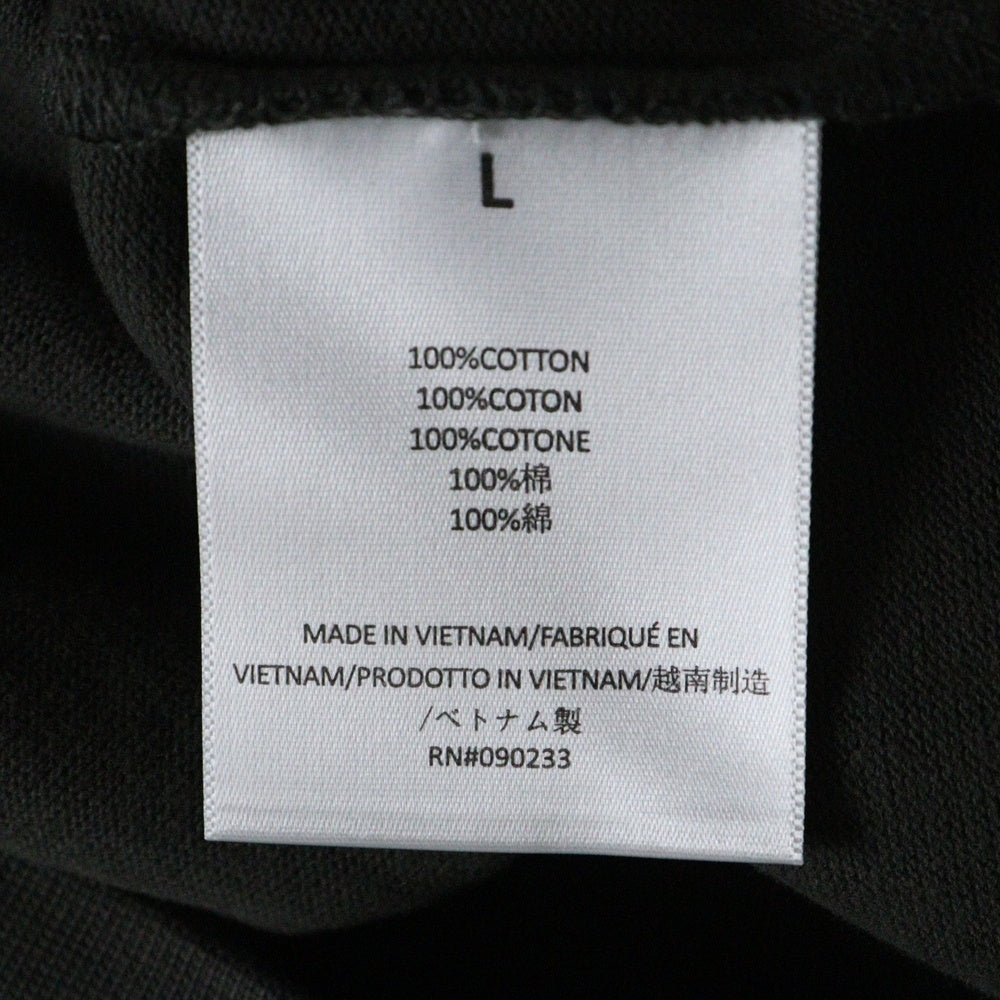 L
100%COTTON
100%COTON
100%COTONE
100%棉
100%綿
MADE IN VIETNAM/FABRIQUÉ EN
VIETNAM/PRODOTTO IN VIETNAM/越南制造
/ベトナム製
RN#090233